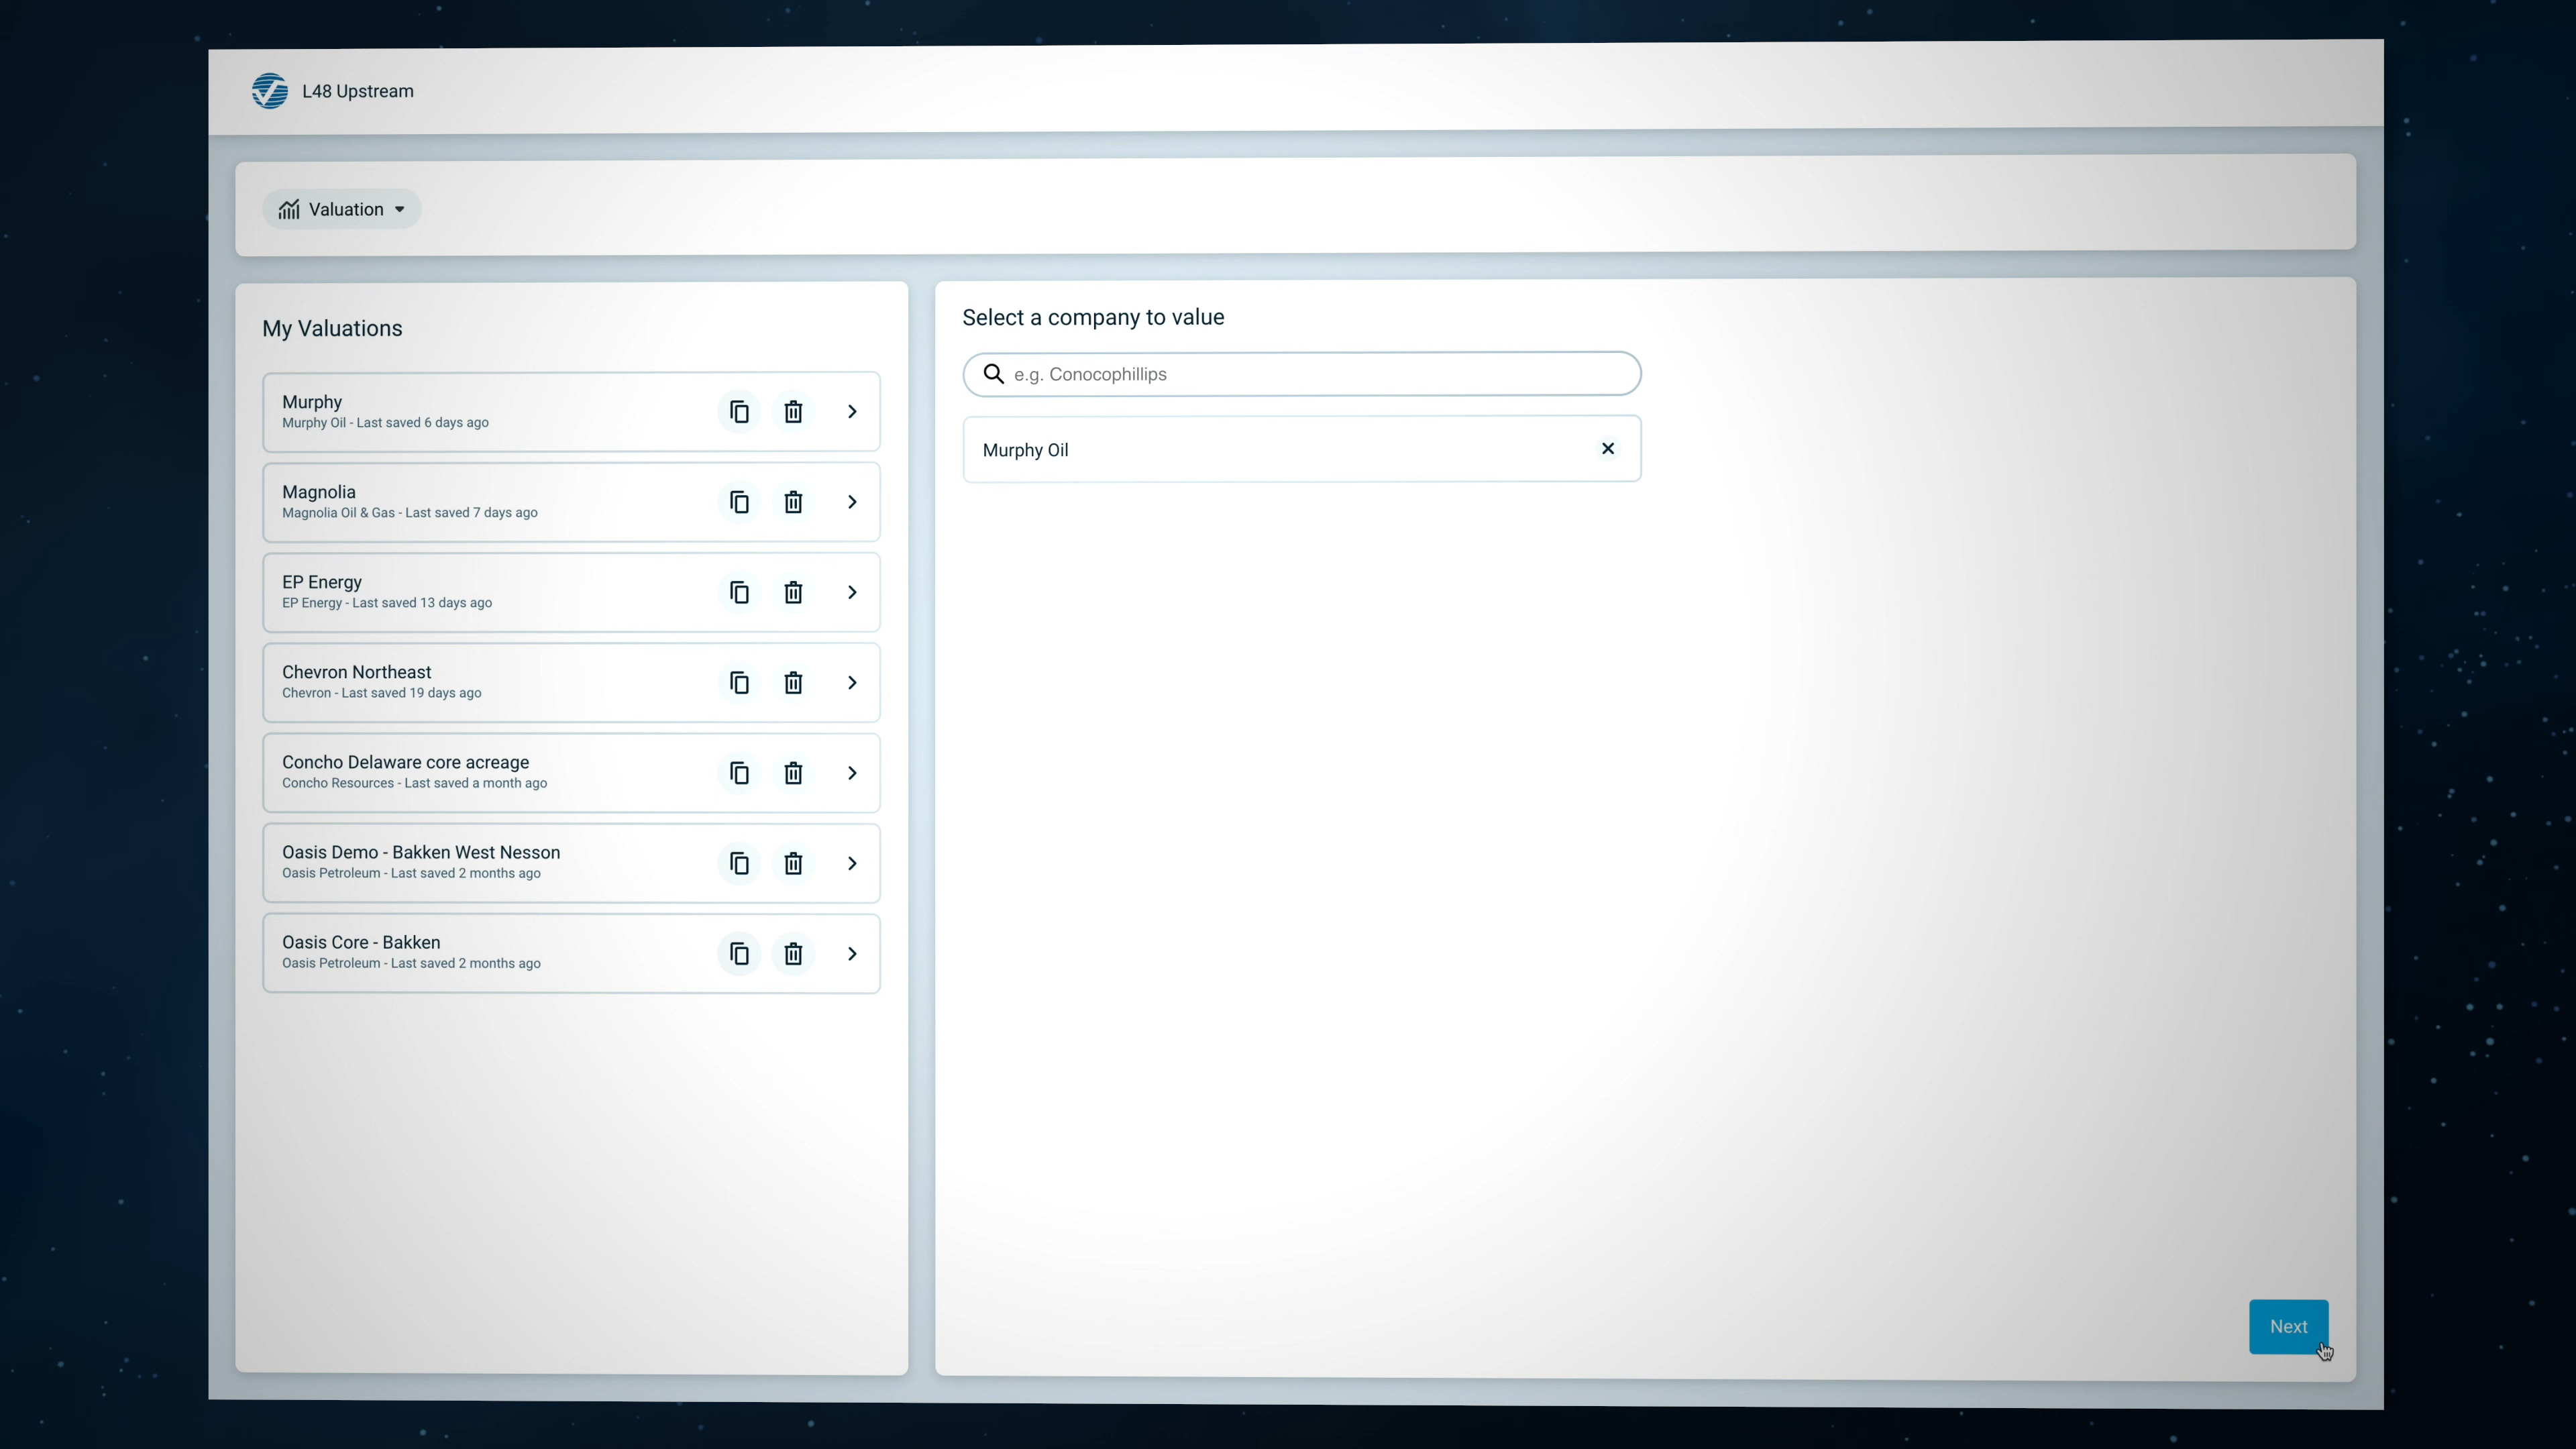 L48 Upstream
Valuation
My Valuations
Murphy
Murphy Oil - Last saved 6 days ago
Magnolia
Magnolia Oil & Gas - Last saved 7 days ago
EP Energy
EP Energy - Last saved 13 days ago
Chevron Northeast
Chevron - Last saved 19 days ago
Concho Delaware core acreage
Concho Resources - Last saved a month ago
Oasis Demo - Bakken West Nesson
Oasis Petroleum - Last saved 2 months ago
Oasis Core - Bakken
Oasis Petroleum - Last saved 2 months ago
Select a company to value
e.g. Conocophillips
Murphy Oil
Next